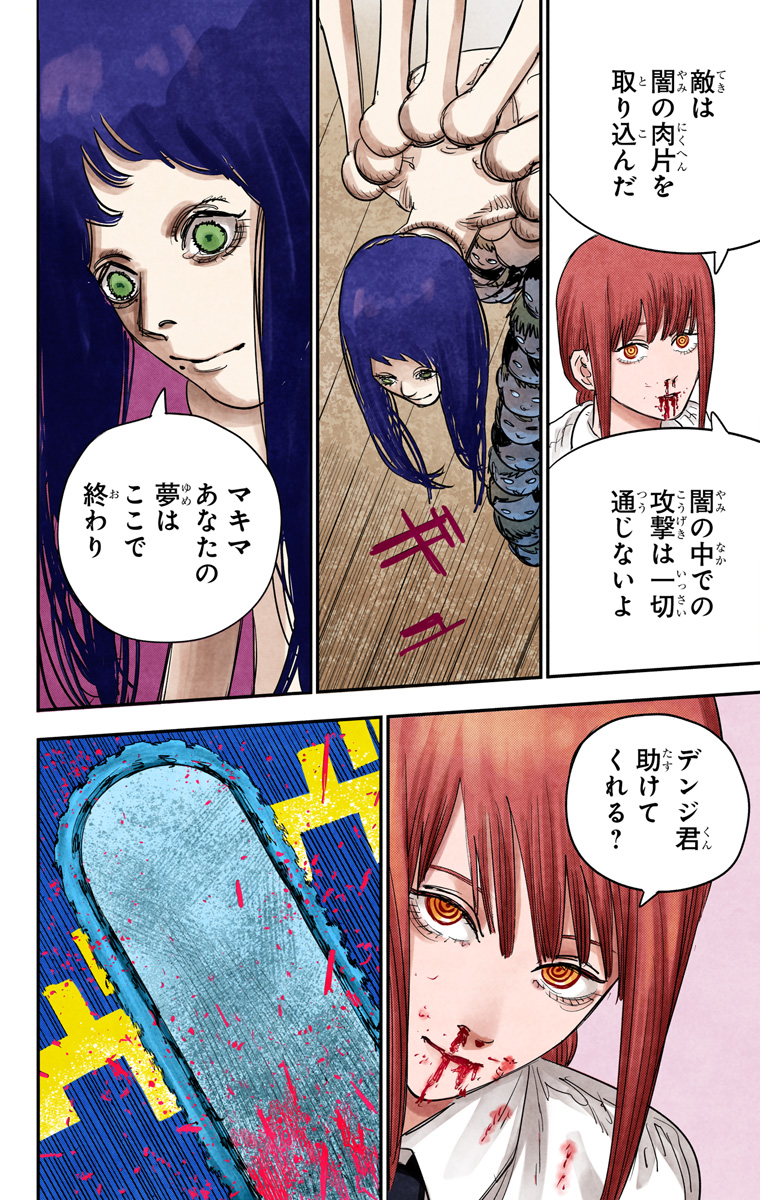 敵は
闇の肉片を
取り込んだ
闇の中での
攻撃は一切
通じないよ
ギギ
マキマ
あなたの
夢は
ここで
終わり
デンジ君
助けて
くれる？